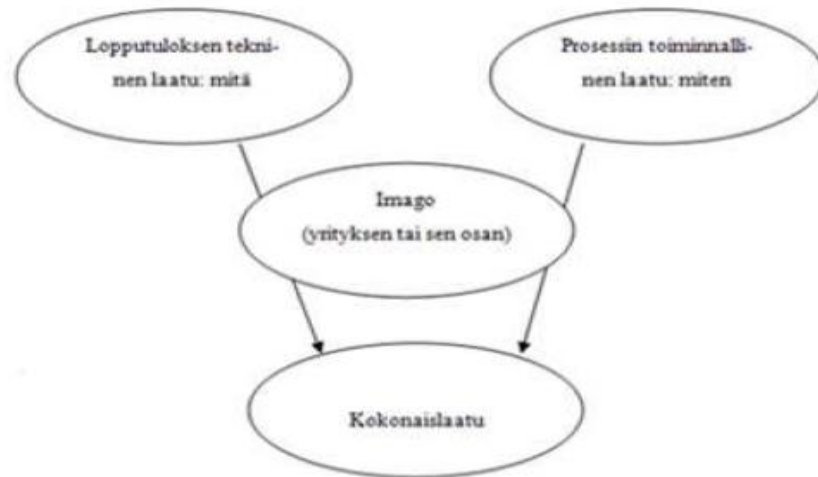 Lopputuloksen tekni-
nen laatu: mitä
Prosessin toiminnalli-
nen laatu: miten
Imago
(yrityksen tai sen osan)
Kokonaislaatu